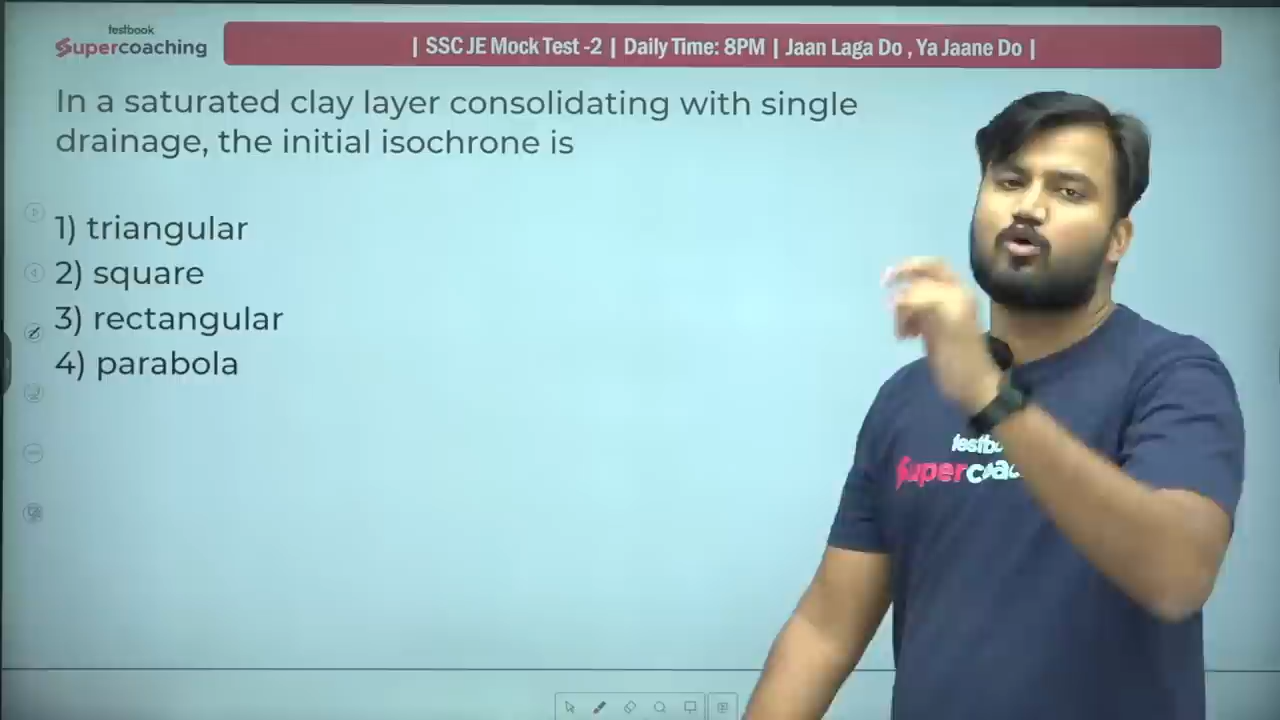 testbook
Supercoaching
| SSC JE Mock Test -2 | Daily Time: 8PM | Jaan Laga Do , Ya Jaane Do |
In a saturated clay layer consolidating with single
drainage, the initial isochrone is
1) triangular
2) square
3) rectangular
4) parabola
testbo
Supercoac